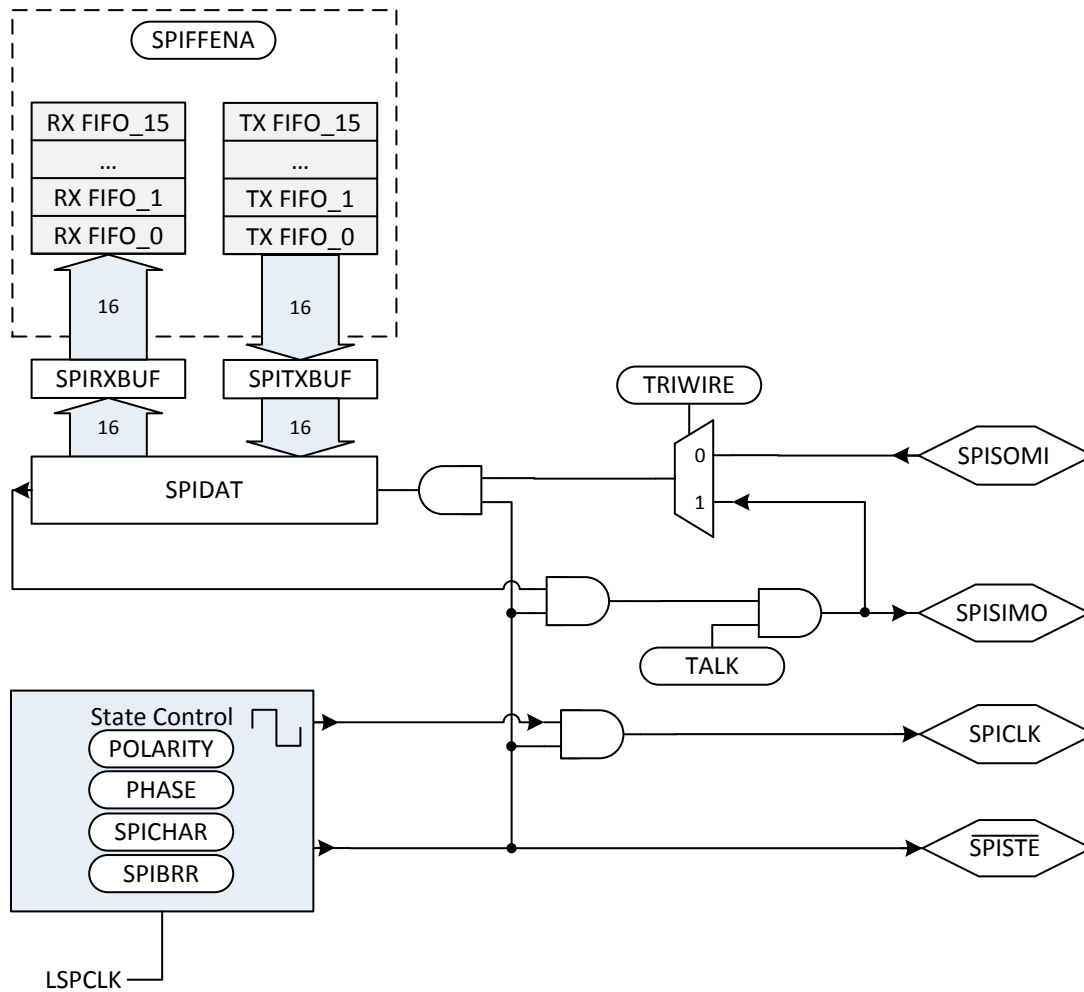 SPIFFENA
RX FIFO_15
TX FIFO_15
...
...
RX FIFO_1
TX FIFO_1
RX FIFO_0
TX FIFO_0
16
16
SPIRXBUF
SPITXBUF
TRIWIRE
16
16
0
SPISOMI
SPIDAT
1
SPISIMO
TALK
State Control
SPICLK
POLARITY
PHASE
SPICHAR
SPISTE
SPIBRR
LSPCLK